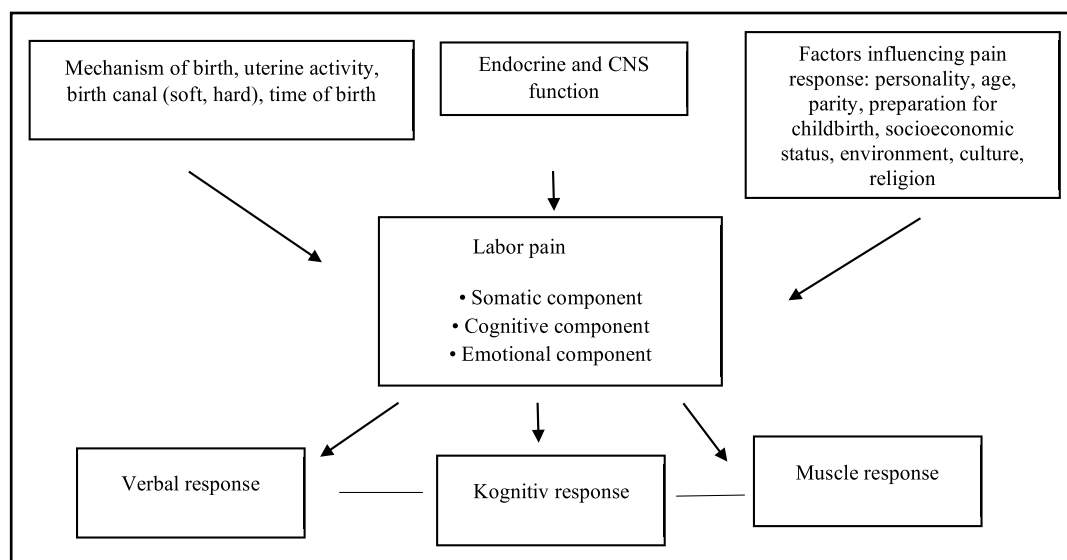 Mechanism of birth, uterine activity,
birth canal (soft, hard), time of birth
Endocrine and CNS
function
Factors influencing pain
response: personality, age,
parity, preparation for
childbirth, socioeconomic
status, environment, culture,
religion
Labor pain
• Somatic component
• Cognitive component
• Emotional component
Verbal response
Kognitiv response
Muscle response